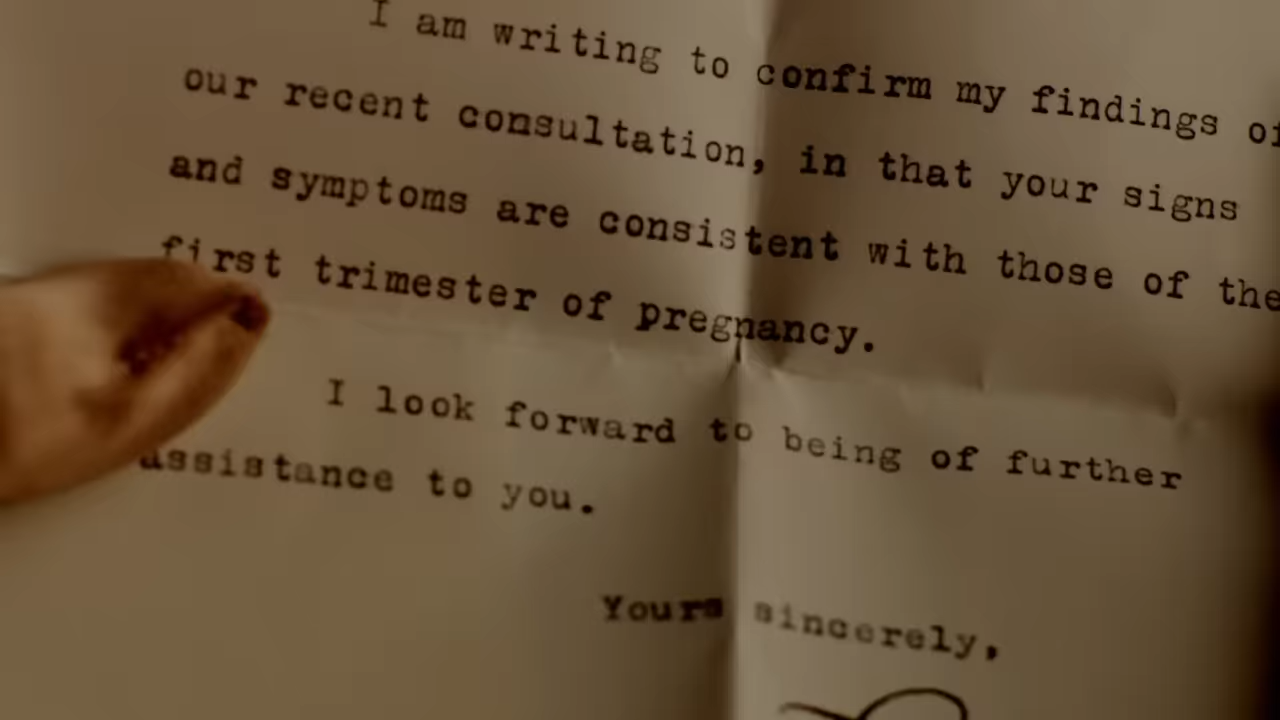 I am writing to confirm my findings of
our recent consultation, in that your signs
and symptoms are consistent with those of the
first trimester of pregnancy.
I look forward to being of further
assistance to you.
Yours sincerely,